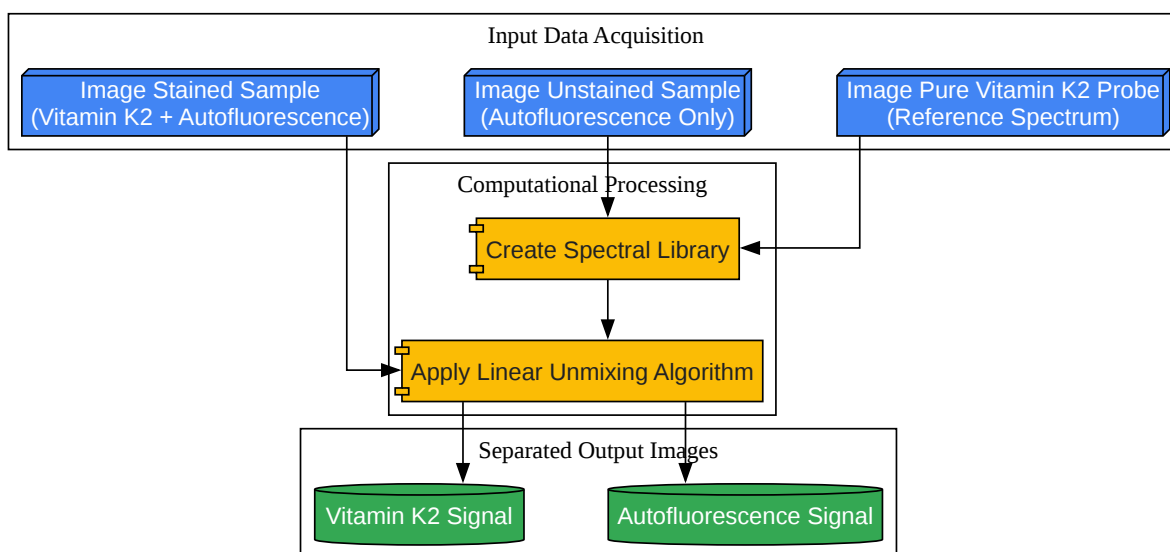 Input Data Acquisition
Image Stained Sample
(Vitamin K2 + Autofluorescence)
Image Unstained Sample
(Autofluorescence Only)
Image Pure Vitamin K2 Probe
(Reference Spectrum)
Computational Processing
Create Spectral Library
Apply Linear Unmixing Algorithm
Separated Output Images
Vitamin K2 Signal
Autofluorescence Signal